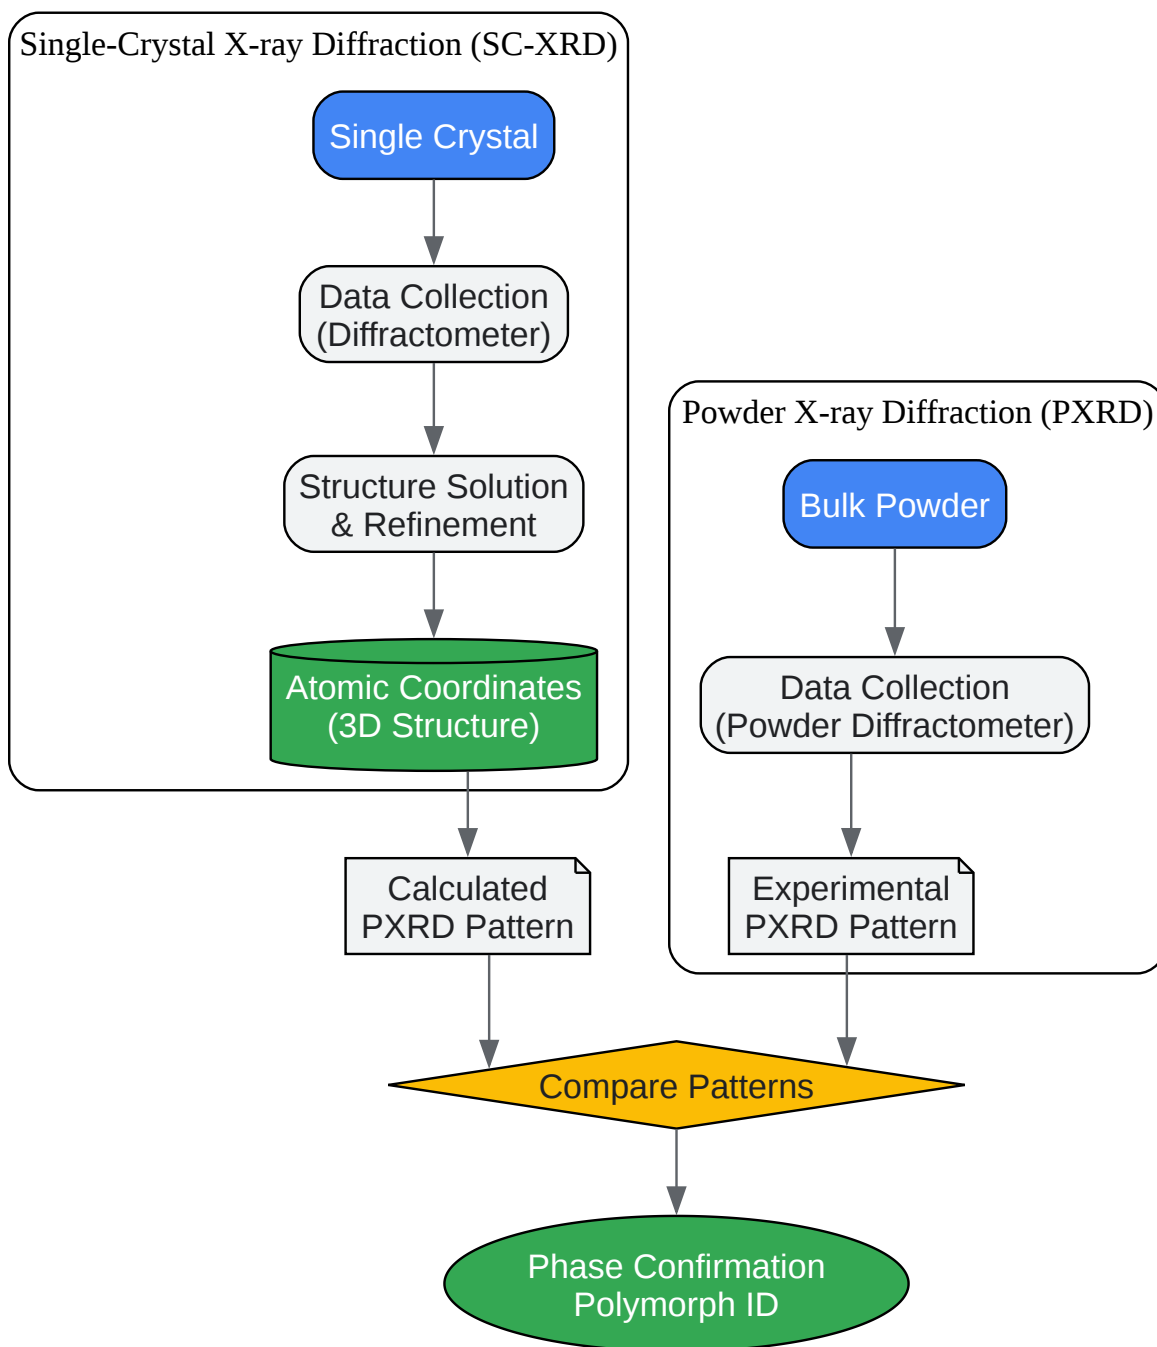 Single-Crystal X-ray Diffraction (SC-XRD)
Single Crystal
Data Collection
(Diffractometer)
Structure Solution
& Refinement
Atomic Coordinates
(3D Structure)
Powder X-ray Diffraction (PXRD)
Bulk Powder
Data Collection
(Powder Diffractometer)
Calculated
PXRD Pattern
Experimental
PXRD Pattern
Compare Patterns
Phase Confirmation
Polymorph ID